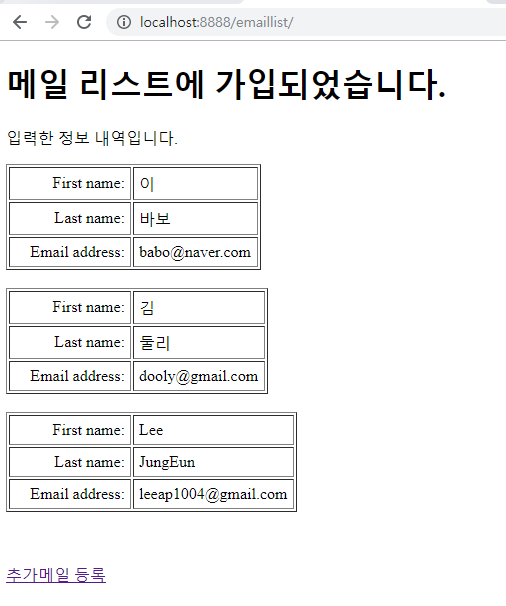 localhost:8888/emaillist/
메일 리스트에 가입되었습니다.
입력한 정보 내역입니다.
First name: 이
Last name: 바보
Email address: babo@naver.com
First name: 김
Last name: 둘리
Email address: dooly@gmail.com
First name: Lee
Last name: JungEun
Email address: leeap1004@gmail.com
추가메일 등록